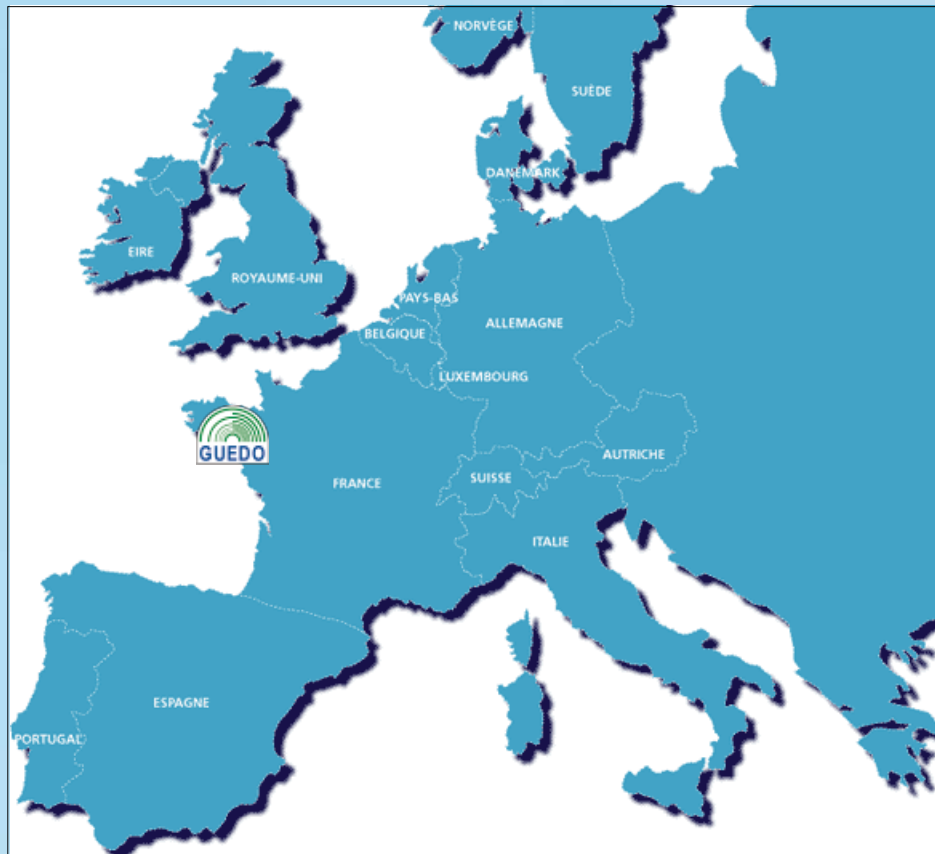 NORVÈGE
SUÈDE
DANEMARK
EIRE
ROYAUME-UNI
PAYS-BAS
ALLEMAGNE
BELGIQUE
LUXEMBOURG
GUEDO
AUTRICHE
SUISSE
FRANCE
ITALIE
ESPAGNE
PORTUGAL